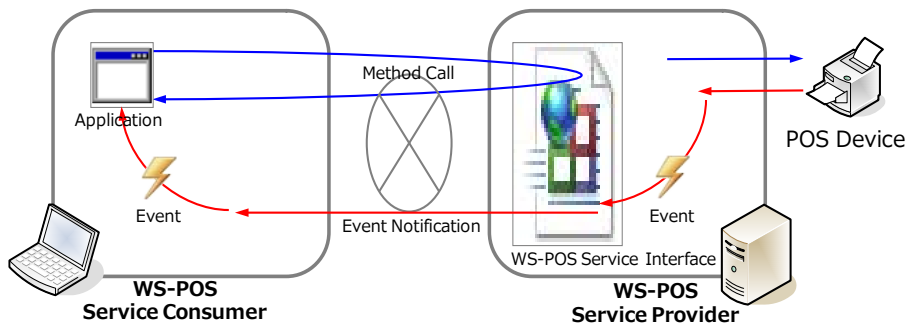 Method Call
Application
POS Device
Event
Event
Event Notification
WS-POS Service Interface
WS-POS
Service Consumer
WS-POS
Service Provider